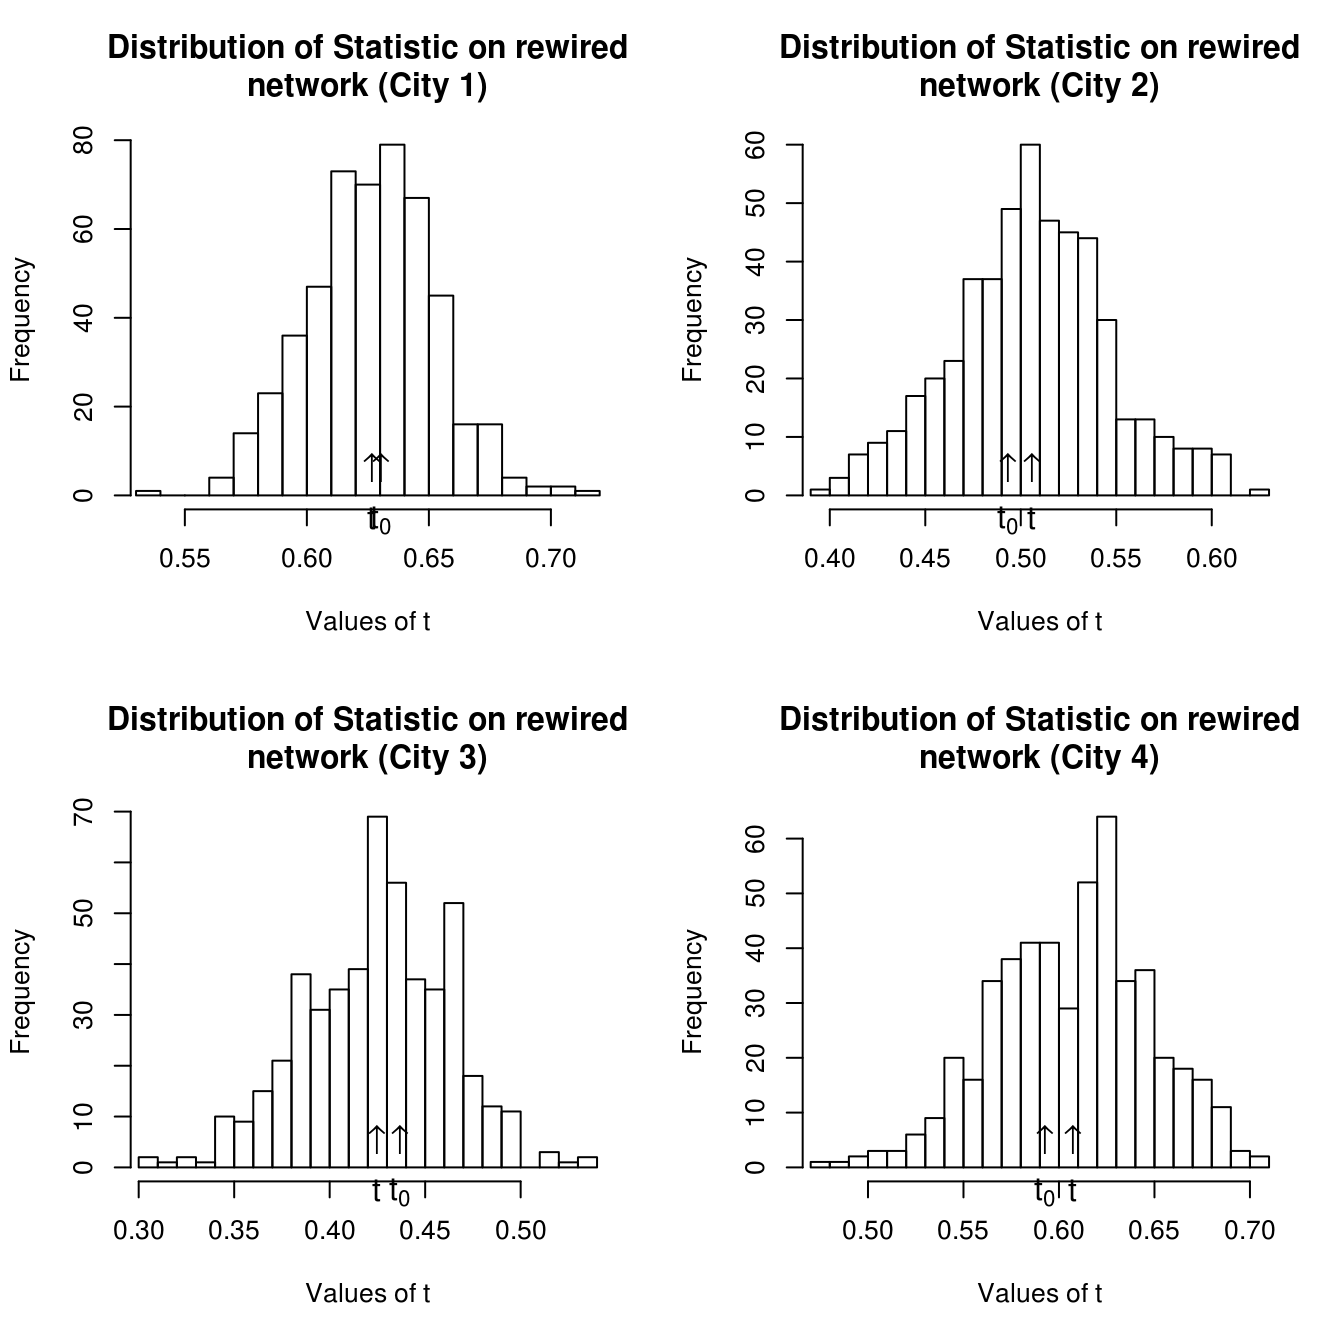 Distribution of Statistic on rewired
network (City 1)
Frequency
80
60
40
20
0
t t0
0.55 0.60 0.65 0.70
Values of t
Distribution of Statistic on rewired
network (City 2)
Frequency
60
50
40
30
20
10
0
t0 t
0.40 0.45 0.50 0.55 0.60
Values of t
Distribution of Statistic on rewired
network (City 3)
Frequency
70
50
30
10
0
t t0
0.30 0.35 0.40 0.45 0.50
Values of t
Distribution of Statistic on rewired
network (City 4)
Frequency
60
50
40
30
20
10
0
t0 t
0.50 0.55 0.60 0.65 0.70
Values of t